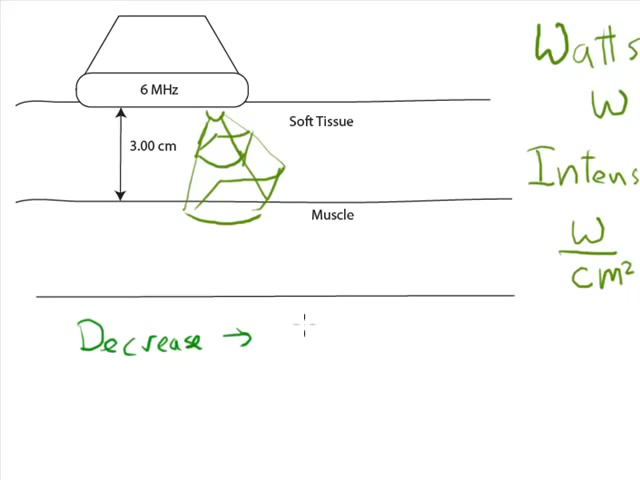 6 MHz
Soft Tissue
3.00 cm
Muscle
Watts
W
Intens
W
cm²
Decrease →